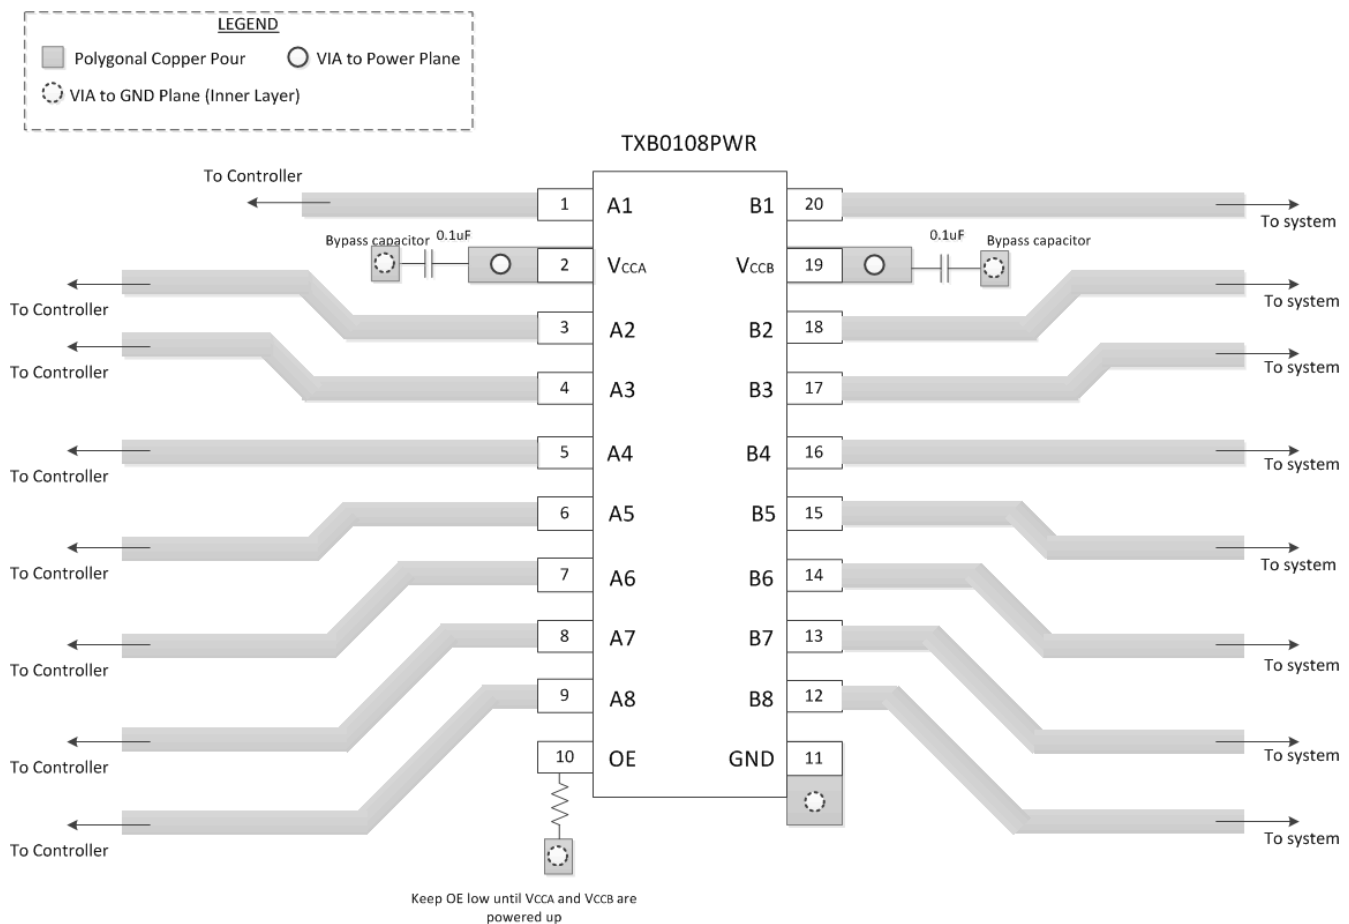 LEGEND
Polygonal Copper Pour
VIA to Power Plane
VIA to GND Plane (Inner Layer)
TXB0108PWR
To Controller
1 A1 B1 20
To system
Bypass capacitor 0.1uF
2 VCCA VCCB 19
0.1uF Bypass capacitor
To Controller
3 A2 B2 18
To system
To Controller
4 A3 B3 17
To system
5 A4 B4 16
To Controller
To system
6 A5 B5 15
To Controller
To system
7 A6 B6 14
To Controller
To system
8 A7 B7 13
To Controller
To system
9 A8 B8 12
To Controller
To system
10 OE GND 11
Keep OE low until VCCA and VCCB are
powered up